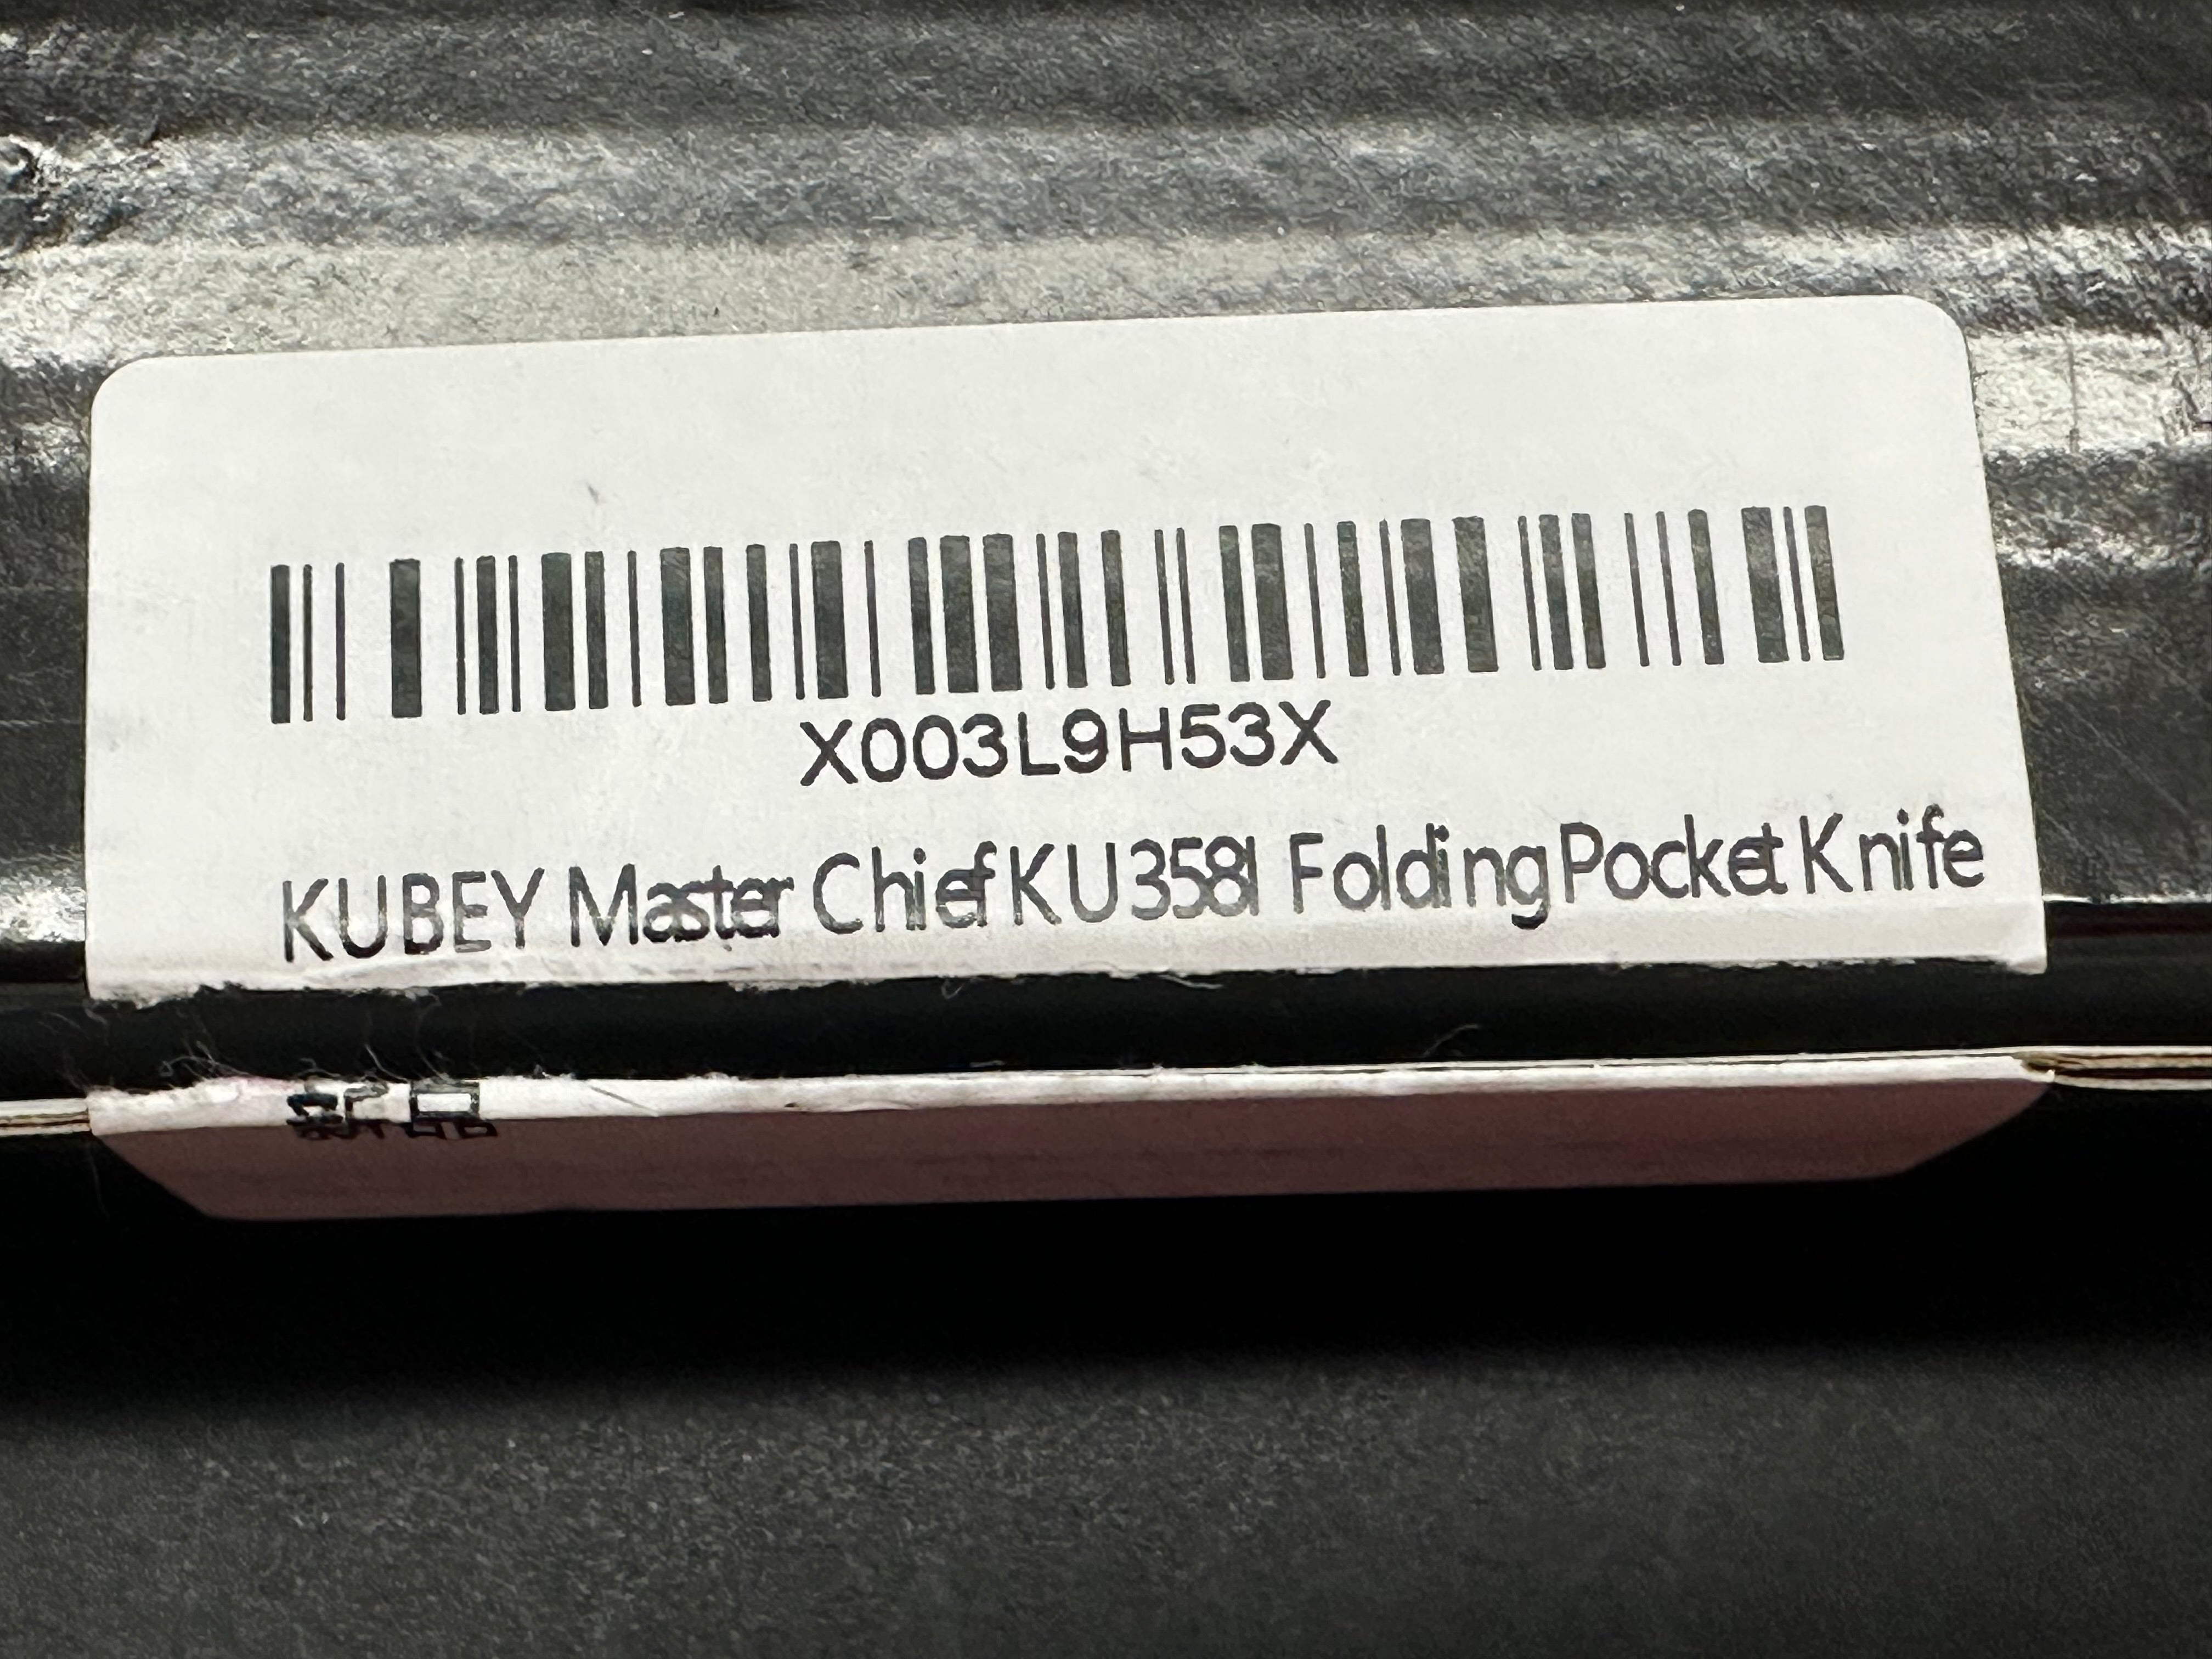 X003L9H53X
KUBEY Master Chief KU358I Folding Pocket Knife